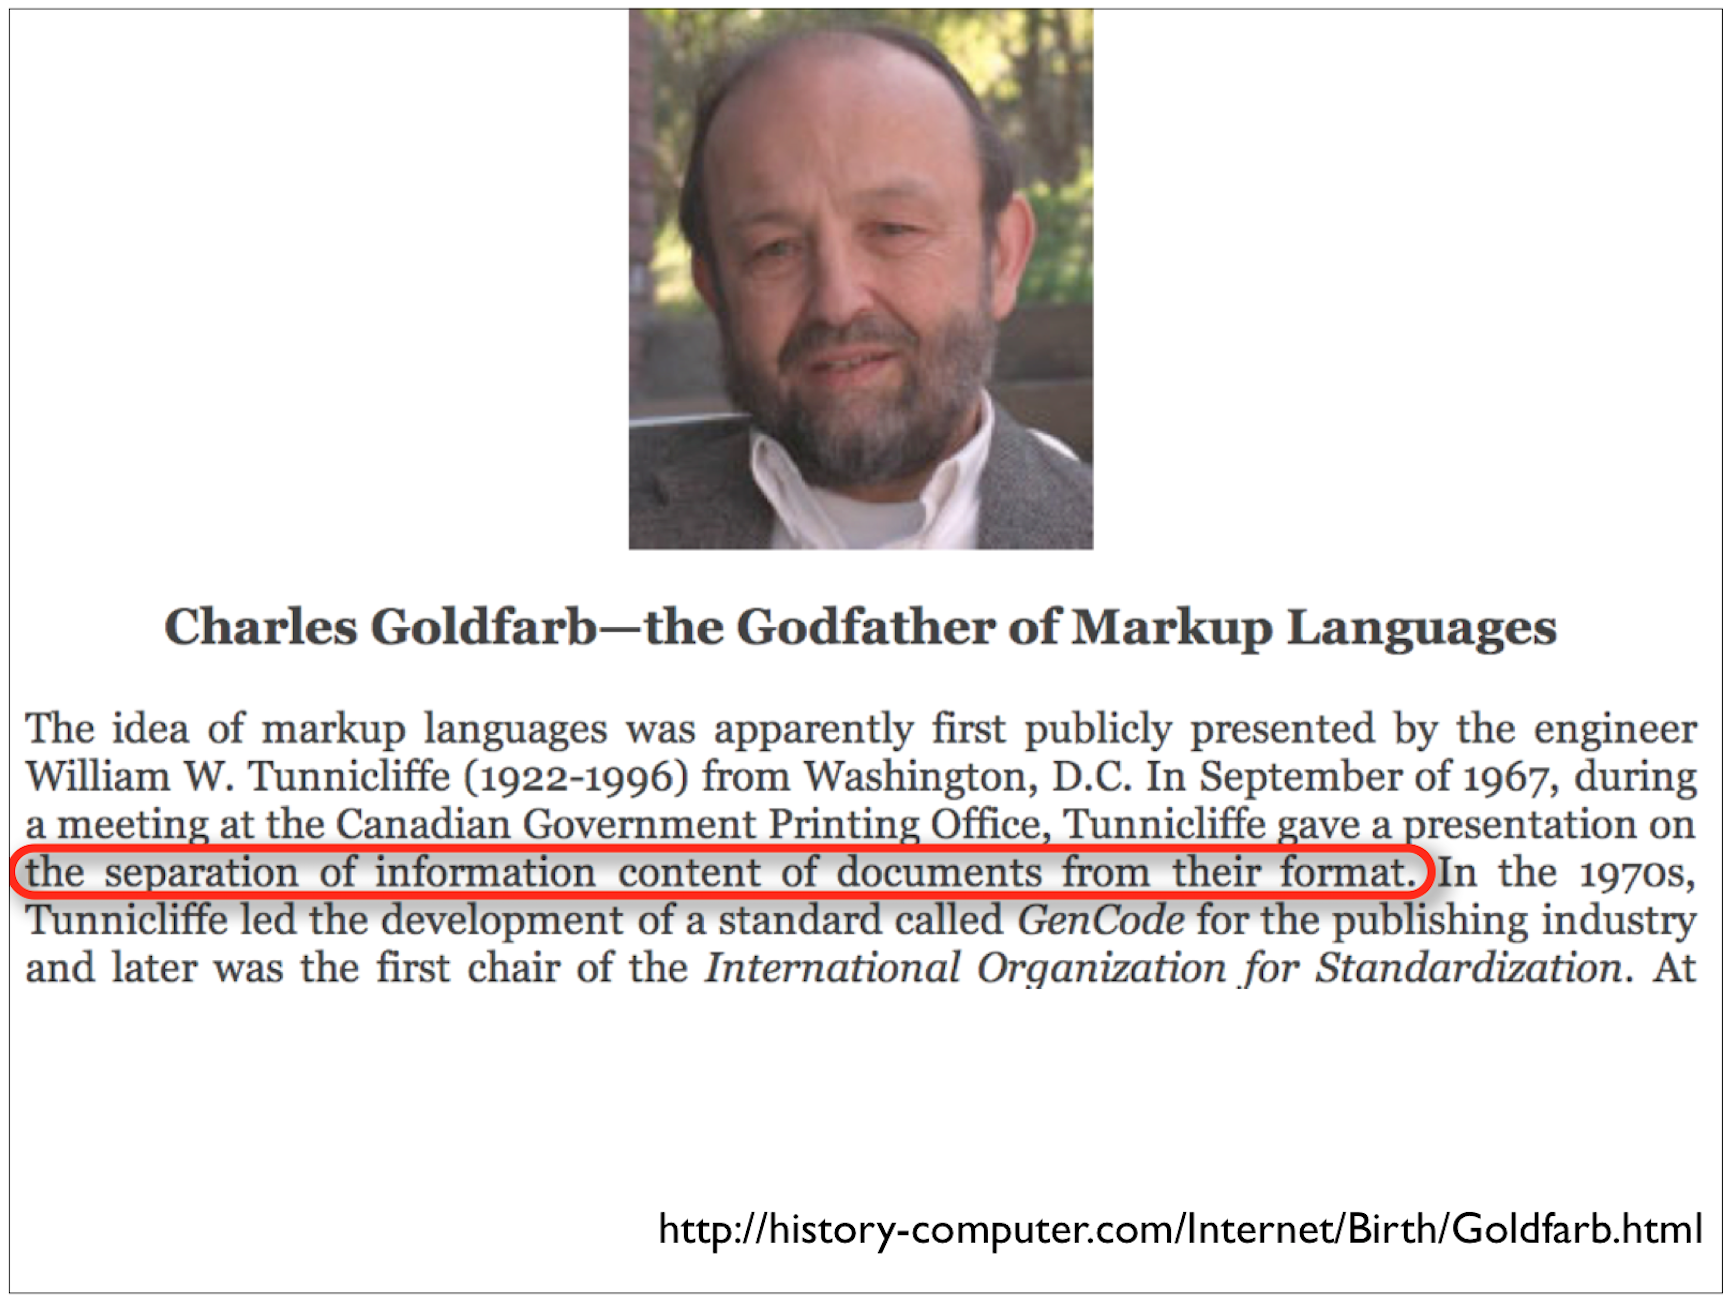 Charles Goldfarb—the Godfather of Markup Languages
The idea of markup languages was apparently first publicly presented by the engineer
William W. Tunnicliffe (1922-1996) from Washington, D.C. In September of 1967, during
a meeting at the Canadian Government Printing Office, Tunnicliffe gave a presentation on
the separation of information content of documents from their format. In the 1970s,
Tunnicliffe led the development of a standard called GenCode for the publishing industry
and later was the first chair of the International Organization for Standardization. At
http://history-computer.com/Internet/Birth/Goldfarb.html